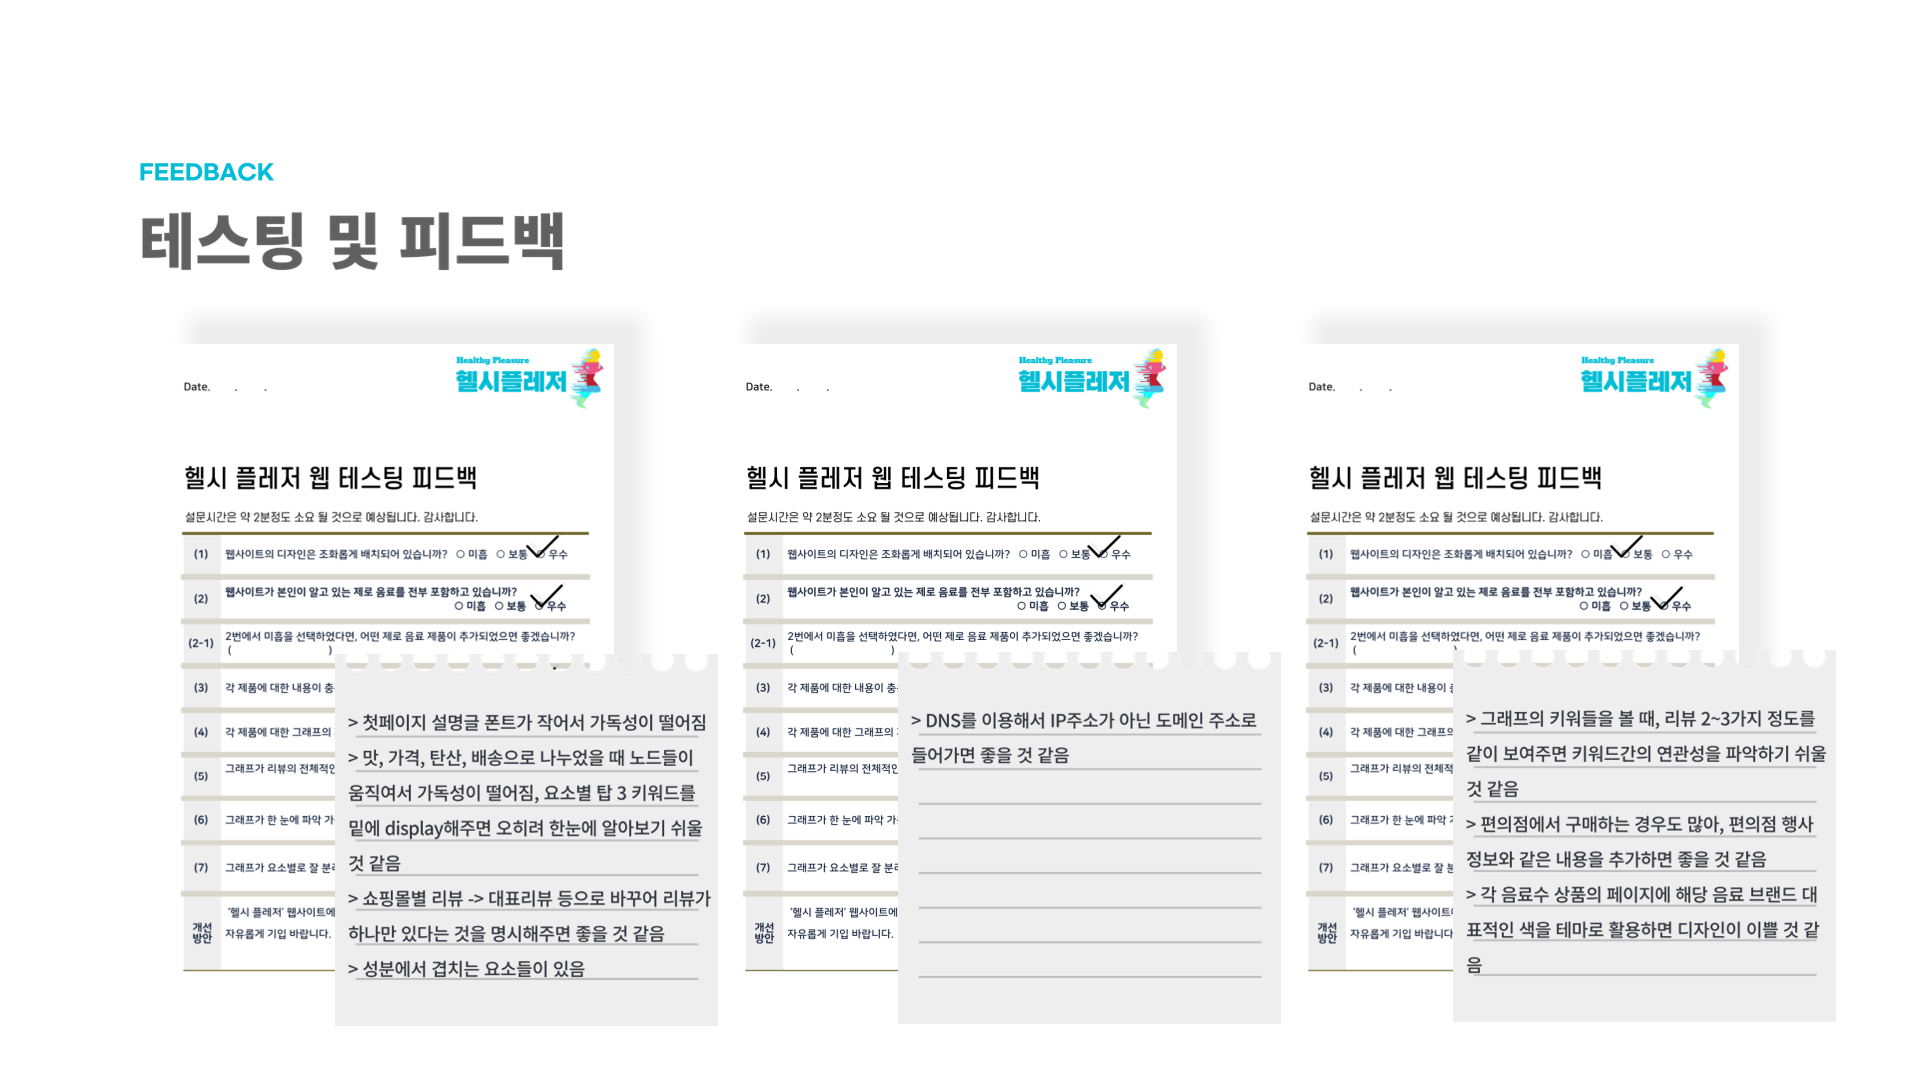 FEEDBACK
테스팅 및 피드백
Healthy Pleasure
헬시플레저
Date. . .
헬시 플레저 웹 테스팅 피드백
설문시간은 약 2분정도 소요 될 것으로 예상됩니다. 감사합니다.
(1) 웹사이트의 디자인은 조화롭게 배치되어 있습니까? ○ 미흡 ○ 보통 ○ 우수
(2) 웹사이트가 본인이 알고 있는 제로 음료를 전부 포함하고 있습니까?
○ 미흡 ○ 보통 ○ 우수
(2-1) 2번에서 미흡을 선택하였다면, 어떤 제로 음료 제품이 추가되었으면 좋겠습니까?
( )
(3) 각 제품에 대한 내용이 충
(4) 각 제품에 대한 그래프의
(5) 그래프가 리뷰의 전체적인
(6) 그래프가 한 눈에 파악 가
(7) 그래프가 요소별로 잘 분
개선
방안
'헬시 플레저' 웹사이트에
자유롭게 기입 바랍니다.
> 첫페이지 설명글 폰트가 작어서 가독성이 떨어짐
> 맛, 가격, 탄산, 배송으로 나누었을 때 노드들이
움직여서 가독성이 떨어짐, 요소별 탑 3 키워드를
밑에 display해주면 오히려 한눈에 알아보기 쉬울
것 같음
> 쇼핑몰별 리뷰 -> 대표리뷰 등으로 바꾸어 리뷰가
하나만 있다는 것을 명시해주면 좋을 것 같음
> 성분에서 겹치는 요소들이 있음
Healthy Pleasure
헬시플레저
Date. . .
헬시 플레저 웹 테스팅 피드백
설문시간은 약 2분정도 소요 될 것으로 예상됩니다. 감사합니다.
(1) 웹사이트의 디자인은 조화롭게 배치되어 있습니까? ○ 미흡 ○ 보통 ○ 우수
(2) 웹사이트가 본인이 알고 있는 제로 음료를 전부 포함하고 있습니까?
○ 미흡 ○ 보통 ○ 우수
(2-1) 2번에서 미흡을 선택하였다면, 어떤 제로 음료 제품이 추가되었으면 좋겠습니까?
( )
(3) 각 제품에 대한 내용이 충
(4) 각 제품에 대한 그래프의
(5) 그래프가 리뷰의 전체적인
(6) 그래프가 한 눈에 파악 가
(7) 그래프가 요소별로 잘 분
개선
방안
'헬시 플레저' 웹사이트에
자유롭게 기입 바랍니다.
> DNS를 이용해서 IP주소가 아닌 도메인 주소로
들어가면 좋을 것 같음
Healthy Pleasure
헬시플레저
Date. . .
헬시 플레저 웹 테스팅 피드백
설문시간은 약 2분정도 소요 될 것으로 예상됩니다. 감사합니다.
(1) 웹사이트의 디자인은 조화롭게 배치되어 있습니까? ○ 미흡 ○ 보통 ○ 우수
(2) 웹사이트가 본인이 알고 있는 제로 음료를 전부 포함하고 있습니까?
○ 미흡 ○ 보통 ○ 우수
(2-1) 2번에서 미흡을 선택하였다면, 어떤 제로 음료 제품이 추가되었으면 좋겠습니까?
( )
(3) 각 제품에 대한 내용이
(4) 각 제품에 대한 그래프의
(5) 그래프가 리뷰의 전체적
(6) 그래프가 한 눈에 파악
(7) 그래프가 요소별로 잘 분
개선
방안
'헬시 플레저' 웹사이트
자유롭게 기입 바랍니다
> 그래프의 키워들을 볼 때, 리뷰 2~3가지 정도를
같이 보여주면 키워드간의 연관성을 파악하기 쉬울
것 같음
> 편의점에서 구매하는 경우도 많아, 편의점 행사
정보와 같은 내용을 추가하면 좋을 것 같음
> 각 음료수 상품의 페이지에 해당 음료 브랜드 대
표적인 색을 테마로 활용하면 디자인이 이쁠 것 같
음